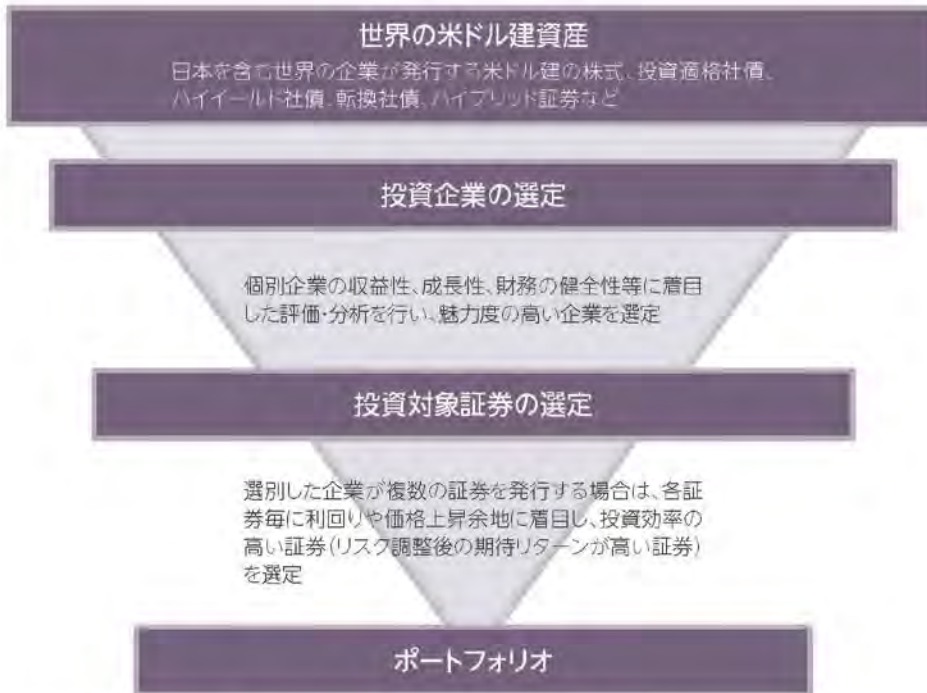 世界の米ドル建資産
日本を含む世界の企業が発行する米ドル建の株式、投資適格社債、
ハイイールド社債、転換社債、ハイブリッド証券など
投資企業の選定
個別企業の収益性、成長性、財務の健全性等に着目
した評価・分析を行い、魅力度の高い企業を選定
投資対象証券の選定
選別した企業が複数の証券を発行する場合は、各証
券毎に利回りや価格上昇余地に着目し、投資効率の
高い証券(リスク調整後の期待リターンが高い証券)
を選定
ポートフォリオ